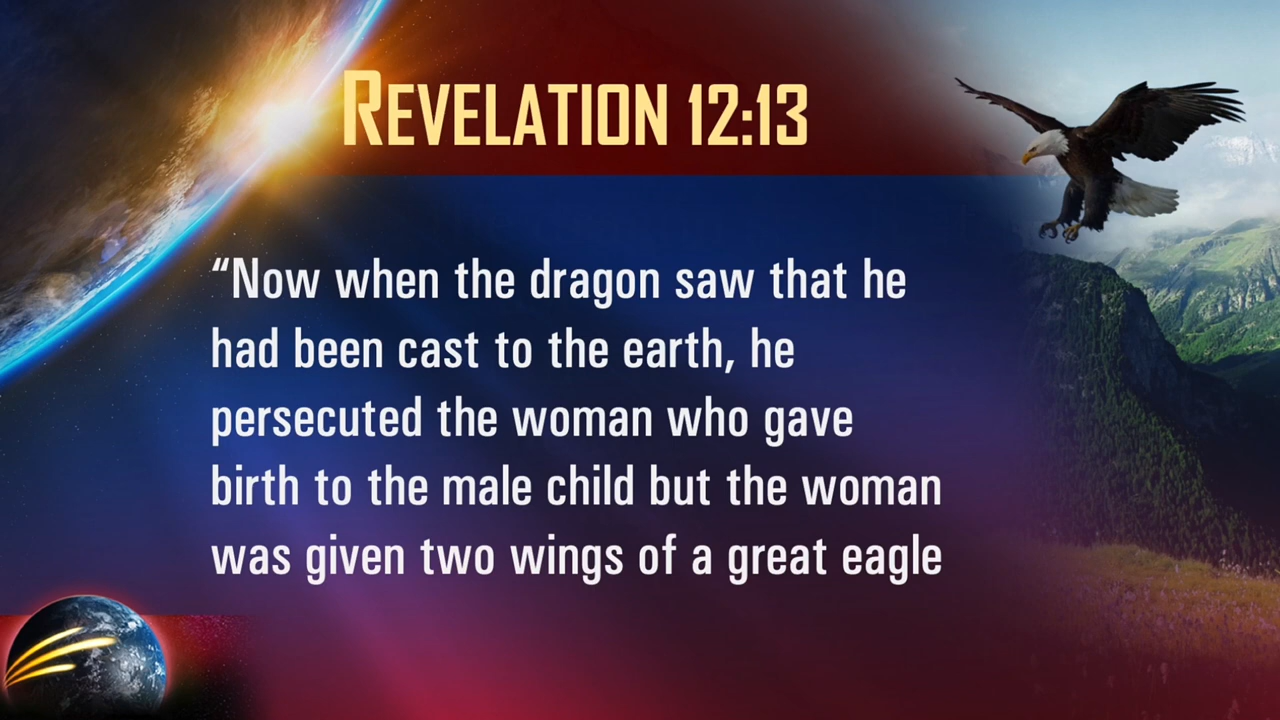 REVELATION 12:13
“Now when the dragon saw that he
had been cast to the earth, he
persecuted the woman who gave
birth to the male child but the woman
was given two wings of a great eagle